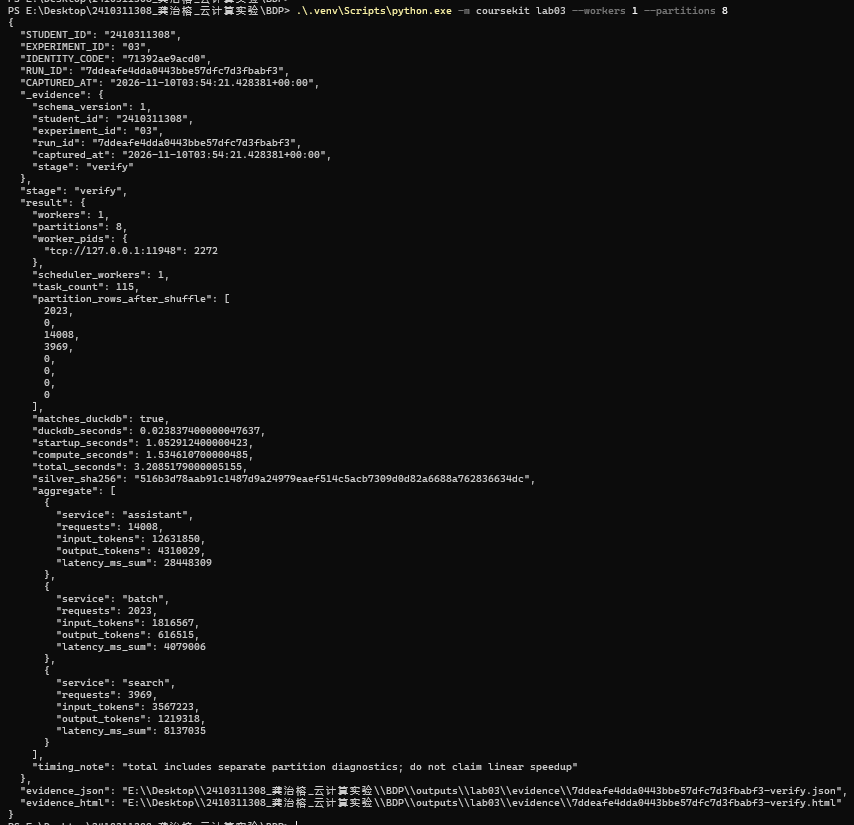 PS E:\Desktop\2410311308_龚治榕_云计算实验\BDP> .\.venv\Scripts\python.exe -m coursekit lab03 --workers 1 --partitions 8
{
  "STUDENT_ID": "2410311308",
  "EXPERIMENT_ID": "03",
  "IDENTITY_CODE": "71392ae9acd0",
  "RUN_ID": "7ddeafe4dda0443bbe57dfc7d3fbabf3",
  "CAPTURED_AT": "2026-11-10T03:54:21.428381+00:00",
  "_evidence": {
    "schema_version": 1,
    "student_id": "2410311308",
    "experiment_id": "03",
    "run_id": "7ddeafe4dda0443bbe57dfc7d3fbabf3",
    "captured_at": "2026-11-10T03:54:21.428381+00:00",
    "stage": "verify"
  },
  "stage": "verify",
  "result": {
    "workers": 1,
    "partitions": 8,
    "worker_pids": {
      "tcp://127.0.0.1:11948": 2272
    },
    "scheduler_workers": 1,
    "task_count": 115,
    "partition_rows_after_shuffle": [
      2023,
      0,
      14008,
      3969,
      0,
      0,
      0,
      0
    ],
    "matches_duckdb": true,
    "duckdb_seconds": 0.023837400000047637,
    "startup_seconds": 1.052912400000423,
    "compute_seconds": 1.534610700000485,
    "total_seconds": 3.2085179000005155,
    "silver_sha256": "516b3d78aab91c1487d9a24979eaef514c5acb7309d0d82a6688a762836634dc",
    "aggregate": [
      {
        "service": "assistant",
        "requests": 14008,
        "input_tokens": 12631850,
        "output_tokens": 4310029,
        "latency_ms_sum": 28448309
      },
      {
        "service": "batch",
        "requests": 2023,
        "input_tokens": 1816567,
        "output_tokens": 616515,
        "latency_ms_sum": 4079006
      },
      {
        "service": "search",
        "requests": 3969,
        "input_tokens": 3567223,
        "output_tokens": 1219318,
        "latency_ms_sum": 8137035
      }
    ],
    "timing_note": "total includes separate partition diagnostics; do not claim linear speedup"
  },
  "evidence_json": "E:\\Desktop\\2410311308_龚治榕_云计算实验\\BDP\\outputs\\lab03\\evidence\\7ddeafe4dda0443bbe57dfc7d3fbabf3-verify.json",
  "evidence_html": "E:\\Desktop\\2410311308_龚治榕_云计算实验\\BDP\\outputs\\lab03\\evidence\\7ddeafe4dda0443bbe57dfc7d3fbabf3-verify.html"
}